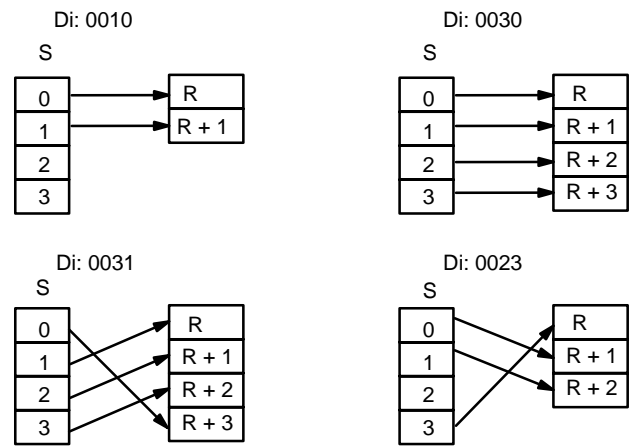 Di: 0010
S
0
1
2
3
R
R + 1
Di: 0030
S
0
1
2
3
R
R + 1
R + 2
R + 3
Di: 0031
S
0
1
2
3
R
R + 1
R + 2
R + 3
Di: 0023
S
0
1
2
3
R
R + 1
R + 2